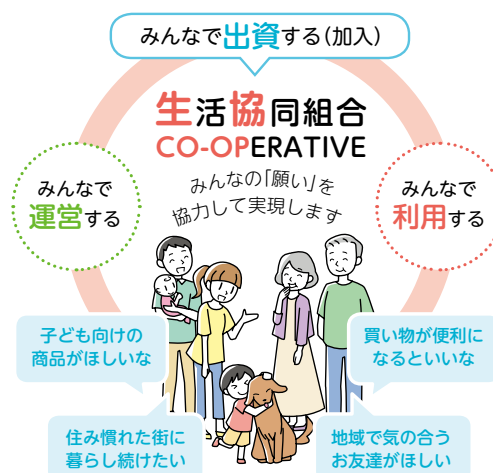 みんなで出資する(加入)
生活協同組合
CO-OPERATIVE
みんなの「願い」を
協力して実現します
みんなで
運営する
みんなで
利用する
子ども向けの
商品がほしいな
買い物が便利に
なるといいな
住み慣れた街に
暮らし続けたい
地域で気の合う
お友達がほしい